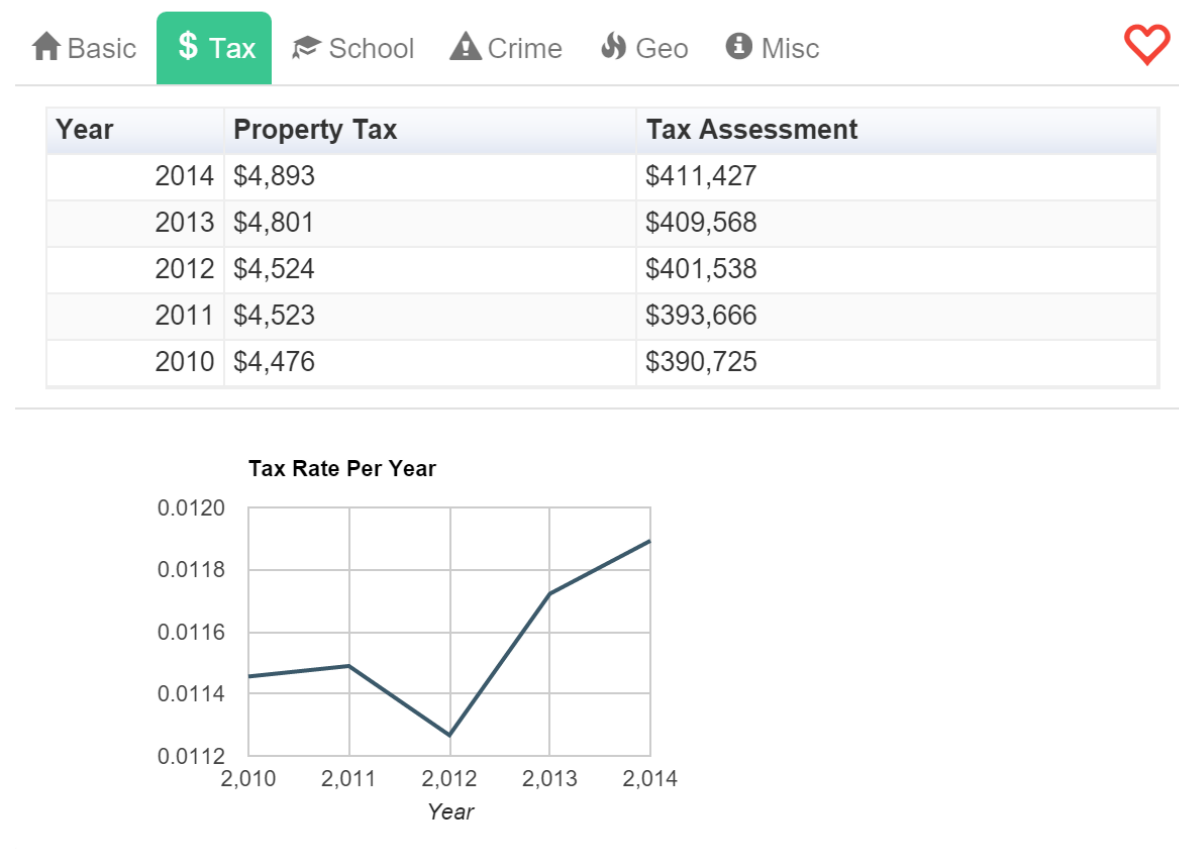 Basic $ Tax School Crime Geo Misc
Year Property Tax Tax Assessment
2014 $4,893 $411,427
2013 $4,801 $409,568
2012 $4,524 $401,538
2011 $4,523 $393,666
2010 $4,476 $390,725
Tax Rate Per Year
0.0120
0.0118
0.0116
0.0114
0.0112
2,010 2,011 2,012 2,013 2,014
Year